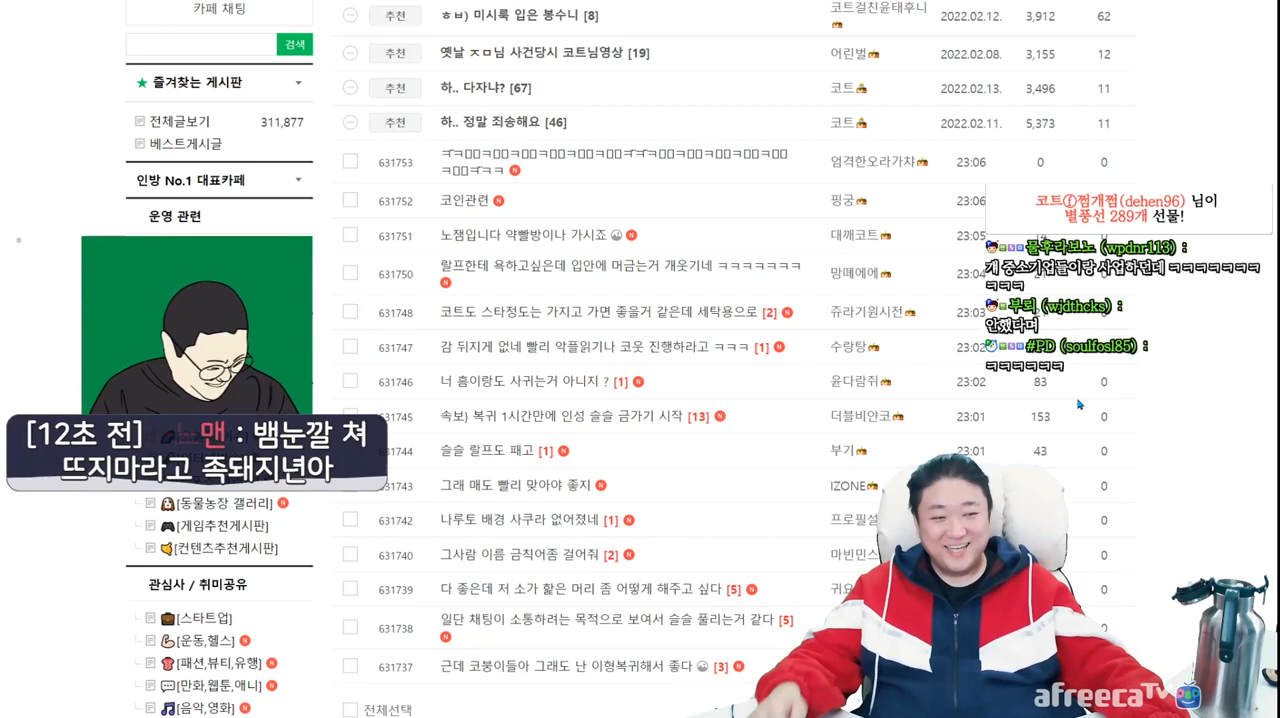 카페 채팅
검색
★ 즐겨찾는 게시판
전체글보기 311,877
베스트게시글
인방 No.1 대표카페
운영 관련
[12초 전] 맨 : 뱀눈깔 쳐
뜨지마라고 족돼지년아
[동물농장 갤러리]
[게임추천게시판]
[컨텐츠추천게시판]
관심사 / 취미공유
[스타트업]
[운동,헬스]
[패션,뷰티,유행]
[만화,웹툰,애니]
[음악,영화]
추천 ㅎㅂ) 미시룩 입은 봉수니 [8] 코트걸친윤태후니 2022.02.12. 3,912 62
추천 옛날 ㅈㅁ님 사건당시 코트님영상 [19] 어린벌 2022.02.08. 3,155 12
추천 하.. 다자냐? [67] 코트 2022.02.13. 3,496 11
추천 하.. 정말 죄송해요 [46] 코트 2022.02.11. 5,373 11
631753 엄격한오라가챠 23:06 0 0
631752 코인관련 핑궁 23:06
631751 노잼입니다 약빨방이나 가시죠 대깨코트 23:05
631750 랄프한테 욕하고싶은데 입안에 머금는거 개웃기네 ㅋㅋㅋㅋㅋㅋㅋ 망떼에에 23:04
631748 코트도 스타정도는 가지고 가면 좋을거 같은데 세탁용으로 [2] 쥬라기원시전 23:03
631747 감 뒤지게 없네 빨리 악플읽기나 코웃 진행하라고 ㅋㅋㅋ [1] 수랑탕 23:02
631746 너 흠이랑도 사귀는거 아니지 ? [1] 윤다람쥐 23:02 83 0
631745 속보} 복귀 1시간만에 인성 슬슬 금가기 시작 [13] 더블비얀코 23:01 153 0
슬슬 랄프도 패고 [1] 부기 23:01 43 0
631743 그래 매도 빨리 맞아야 좋지 IZONE 0
631742 나루토 배경 사쿠라 없어졌네 [1] 프로필설 0
631740 그사람 이름 금칙어좀 걸어줘 [2] 마빈민스 0
631739 다 좋은데 저 소가 핥은 머리 좀 어떻게 해주고 싶다 [5] 귀요 0
631738 일단 채팅이 소통하려는 목적으로 보여서 슬슬 풀리는거 같다 [5]
631737 근데 코붕이들아 그래도 난 이형복귀해서 좋다 [3] 0
전체선택
코트ⓕ찜개찜(dehen96) 님이
별풍선 289개 선물!
물후라보노 (wpdnr113) :
걔 중소기업들이랑 사업하던데 ㅋㅋㅋㅋㅋㅋㅋ
ㅋㅋㅋ
부퇴 (wjdthcks) :
안했다며
#PD (soulfosl85) :
ㅋㅋㅋㅋㅋㅋ
afreecaTV